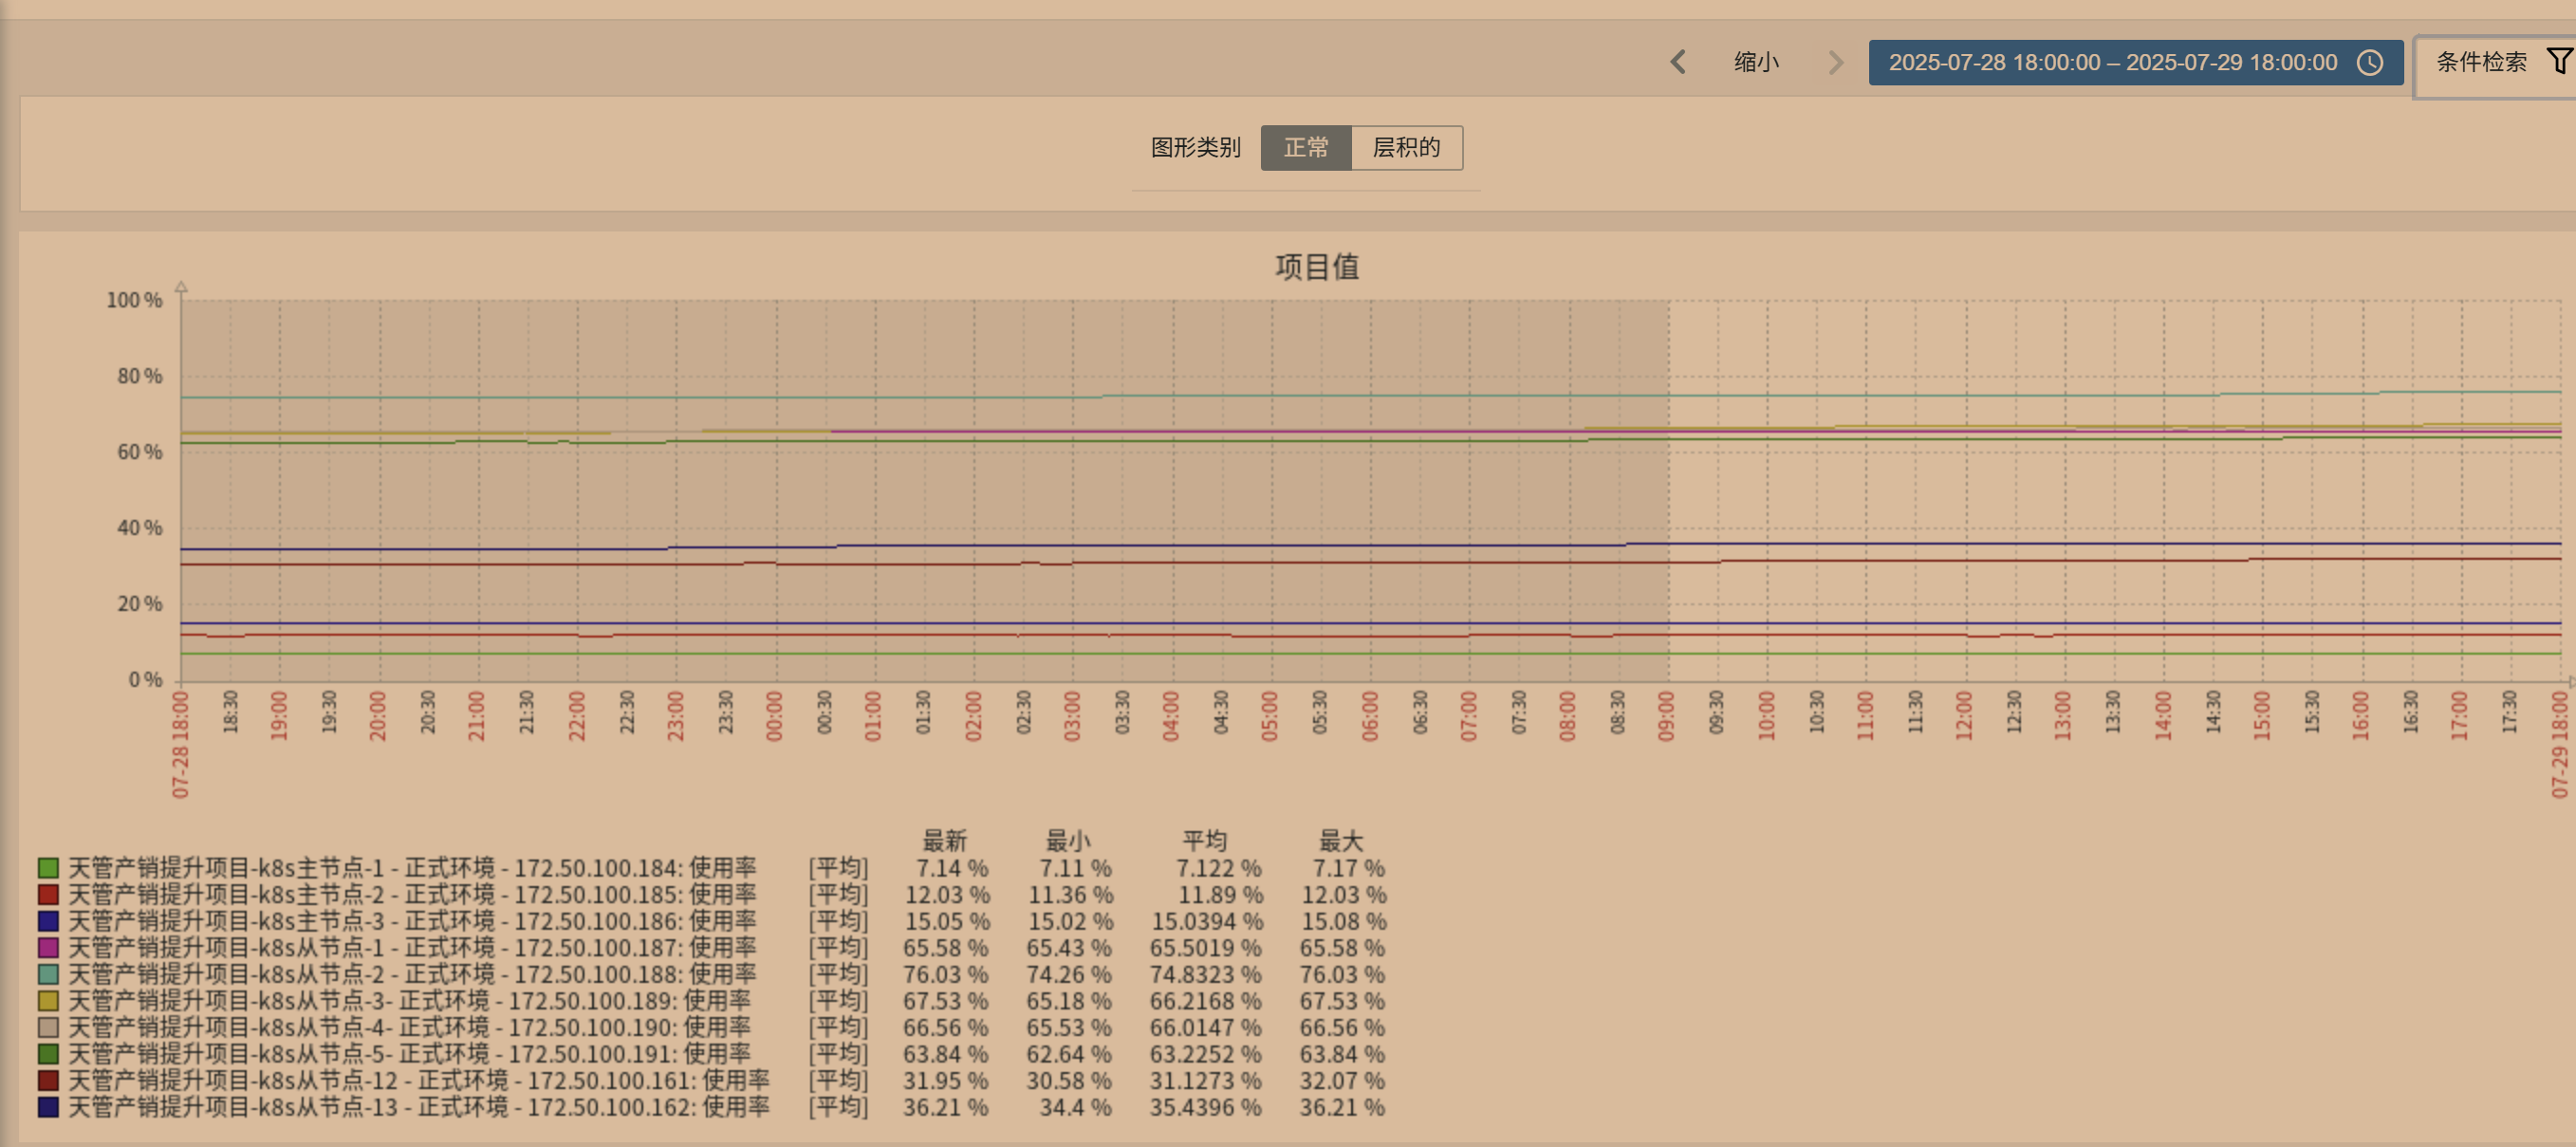 缩小 2025-07-28 18:00:00 – 2025-07-29 18:00:00 条件检索
图形类别 正常 层积的
项目值
100 %
80 %
60 %
40 %
20 %
0 %
07-28 18:00 18:30 19:00 19:30 20:00 20:30 21:00 21:30 22:00 22:30 23:00 23:30 00:00 00:30 01:00 01:30 02:00 02:30 03:00 03:30 04:00 04:30 05:00 05:30 06:00 06:30 07:00 07:30 08:00 08:30 09:00 09:30 10:00 10:30 11:00 11:30 12:00 12:30 13:00 13:30 14:00 14:30 15:00 15:30 16:00 16:30 17:00 17:30 07-29 18:00
最新 最小 平均 最大
天管产销提升项目-k8s主节点-1 - 正式环境 - 172.50.100.184: 使用率 [平均] 7.14 % 7.11 % 7.122 % 7.17 %
天管产销提升项目-k8s主节点-2 - 正式环境 - 172.50.100.185: 使用率 [平均] 12.03 % 11.36 % 11.89 % 12.03 %
天管产销提升项目-k8s主节点-3 - 正式环境 - 172.50.100.186: 使用率 [平均] 15.05 % 15.02 % 15.0394 % 15.08 %
天管产销提升项目-k8s从节点-1 - 正式环境 - 172.50.100.187: 使用率 [平均] 65.58 % 65.43 % 65.5019 % 65.58 %
天管产销提升项目-k8s从节点-2 - 正式环境 - 172.50.100.188: 使用率 [平均] 76.03 % 74.26 % 74.8323 % 76.03 %
天管产销提升项目-k8s从节点-3- 正式环境 - 172.50.100.189: 使用率 [平均] 67.53 % 65.18 % 66.2168 % 67.53 %
天管产销提升项目-k8s从节点-4- 正式环境 - 172.50.100.190: 使用率 [平均] 66.56 % 65.53 % 66.0147 % 66.56 %
天管产销提升项目-k8s从节点-5- 正式环境 - 172.50.100.191: 使用率 [平均] 63.84 % 62.64 % 63.2252 % 63.84 %
天管产销提升项目-k8s从节点-12 - 正式环境 - 172.50.100.161: 使用率 [平均] 31.95 % 30.58 % 31.1273 % 32.07 %
天管产销提升项目-k8s从节点-13 - 正式环境 - 172.50.100.162: 使用率 [平均] 36.21 % 34.4 % 35.4396 % 36.21 %